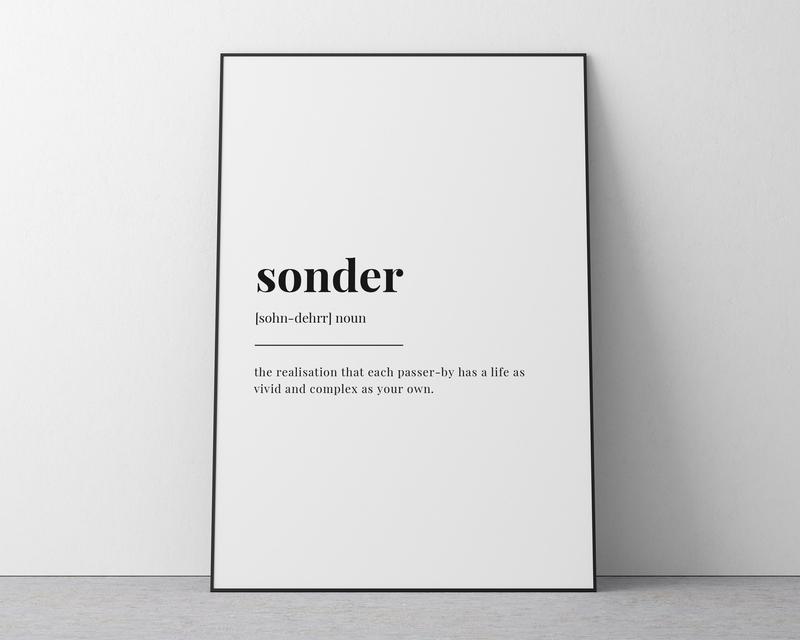 sonder
[sohn-dehrr] noun
the realisation that each passer-by has a life as
vivid and complex as your own.